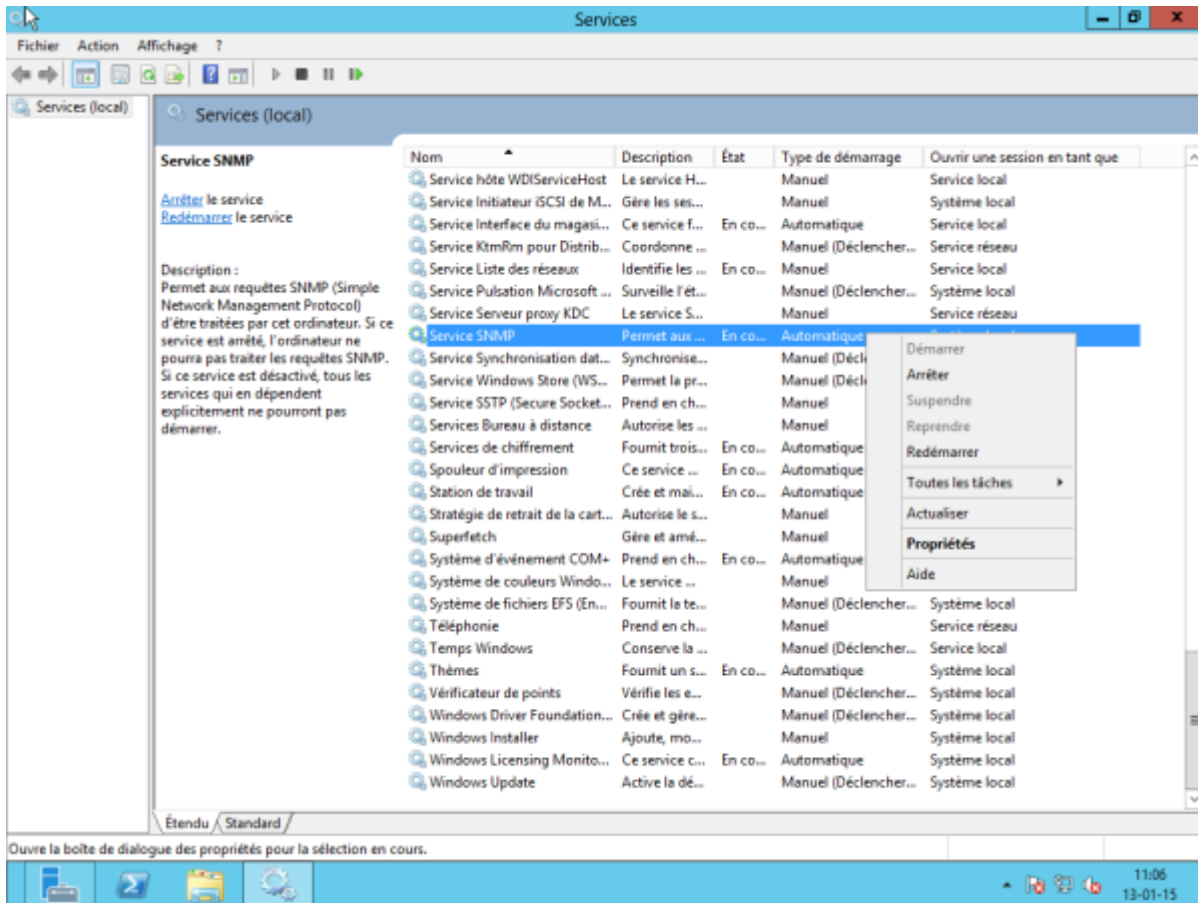 Services
Fichier Action Affichage ?
Services (local)
Services (local)
Service SNMP
Arrêter le service
Redémarrer le service
Description :
Permet aux requêtes SNMP (Simple
Network Management Protocol)
d'être traitées par cet ordinateur. Si ce
service est arrêté, l'ordinateur ne
pourra pas traiter les requêtes SNMP.
Si ce service est désactivé, tous les
services qui en dépendent
explicitement ne pourront pas
démarrer.
Nom Description État Type de démarrage Ouvrir une session en tant que
Service hôte WDIServiceHost Le service H... Manuel Service local
Service Initiateur iSCSI de M... Gère les ses... Manuel Système local
Service Interface du magasi... Ce service f... En co... Automatique Service local
Service KtmRm pour Distrib... Coordonne ... Manuel (Déclencher... Service réseau
Service Liste des réseaux Identifie les ... En co... Manuel Service local
Service Pulsation Microsoft ... Surveille l'ét... Manuel (Déclencher... Système local
Service Serveur proxy KDC Le service S... Manuel Service réseau
Service SNMP Permet aux ... En co... Automatique
Service Synchronisation dat... Synchronise... Manuel (Décl
Service Windows Store (WS... Permet la pr... Manuel (Décl
Service SSTP (Secure Socket... Prend en ch... Manuel
Services Bureau à distance Autorise les ... Manuel
Services de chiffrement Fournit trois... En co... Automatique
Spouleur d'impression Ce service ... En co... Automatique
Station de travail Crée et mai... En co... Automatique
Stratégie de retrait de la cart... Autorise le s... Manuel
Superfetch Gère et amé... Manuel
Système d'événement COM+ Prend en ch... En co... Automatique
Système de couleurs Windo... Le service ... Manuel
Système de fichiers EFS (En... Fournit la te... Manuel (Déclencher... Système local
Téléphonie Prend en ch... Manuel Service réseau
Temps Windows Conserve la ... Manuel (Déclencher... Service local
Thèmes Fournit un s... En co... Automatique Système local
Vérificateur de points Vérifie les e... Manuel (Déclencher... Système local
Windows Driver Foundation... Crée et gère... Manuel (Déclencher... Système local
Windows Installer Ajoute, mo... Manuel Système local
Windows Licensing Monito... Ce service c... En co... Automatique Système local
Windows Update Active la dé... Manuel (Déclencher... Système local
Démarrer
Arrêter
Suspendre
Reprendre
Redémarrer
Toutes les tâches
Actualiser
Propriétés
Aide
Étendu Standard
Ouvre la boîte de dialogue des propriétés pour la sélection en cours.
11:06
13-01-15